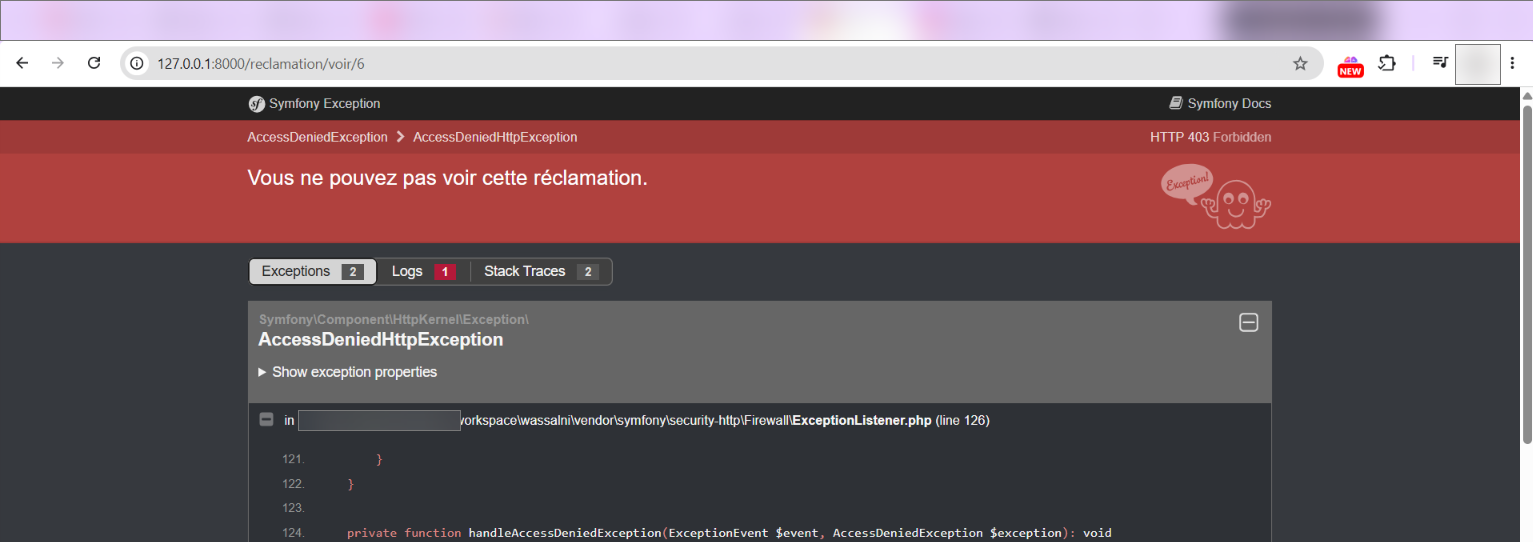 127.0.0.1:8000/reclamation/voir/6
NEW
Symfony Exception
Symfony Docs
AccessDeniedException AccessDeniedHttpException
HTTP 403 Forbidden
Vous ne pouvez pas voir cette réclamation.
Exception!
Exceptions 2 Logs 1 Stack Traces 2
Symfony\Component\HttpKernel\Exception\
AccessDeniedHttpException
Show exception properties
in orkspace\wassalni\vendor\symfony\security-http\Firewall\ExceptionListener.php (line 126)
121. }
122. }
123.
124. private function handleAccessDeniedException(ExceptionEvent $event, AccessDeniedException $exception): void